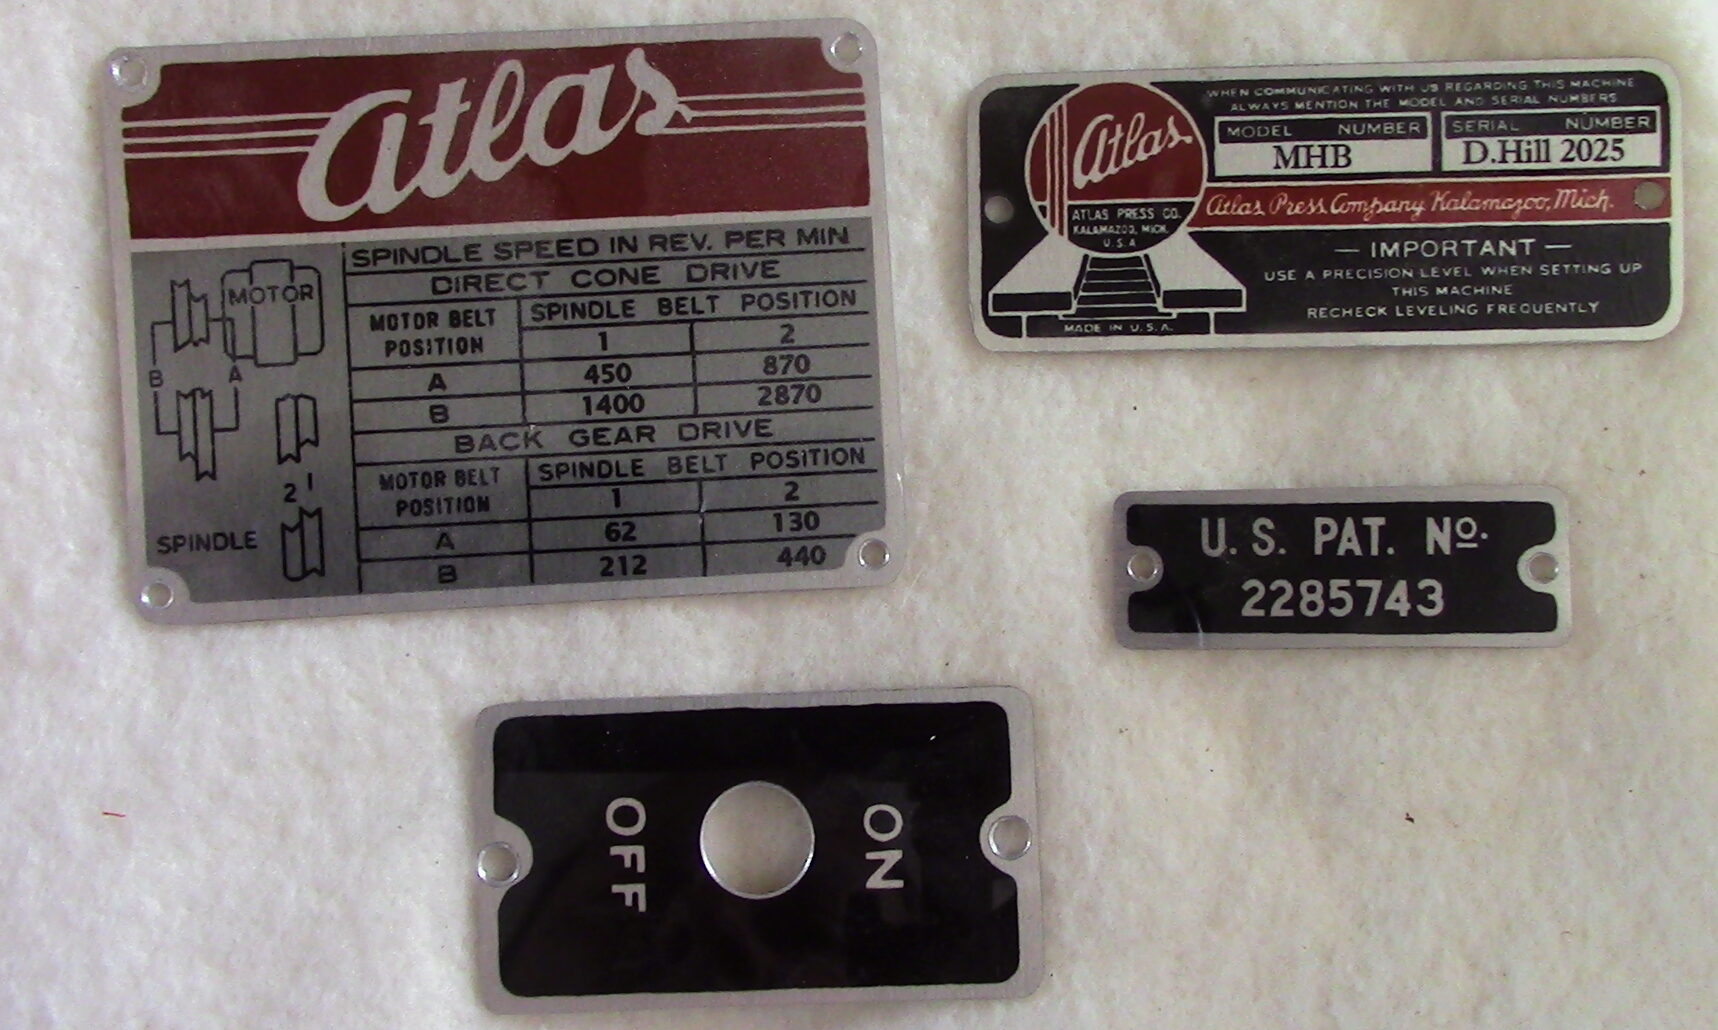 Atlas
SPINDLE SPEED IN REV. PER MIN
DIRECT CONE DRIVE
MOTOR BELT POSITION
SPINDLE BELT POSITION
1 2
A 450 870
B 1400 2870
BACK GEAR DRIVE
MOTOR BELT POSITION
SPINDLE BELT POSITION
1 2
A 62 130
B 212 440
MOTOR
B A
2 1
SPINDLE
WHEN COMMUNICATING WITH US REGARDING THIS MACHINE
ALWAYS MENTION THE MODEL AND SERIAL NUMBERS
MODEL NUMBER
MHB
SERIAL NUMBER
D.Hill 2025
Atlas
ATLAS PRESS CO.
KALAMAZOO, MICH.
U.S.A
Atlas Press Company Kalamazoo, Mich.
— IMPORTANT —
USE A PRECISION LEVEL WHEN SETTING UP
THIS MACHINE
RECHECK LEVELING FREQUENTLY
MADE IN U.S.A.
U. S. PAT. No.
2285743
OFF
ON